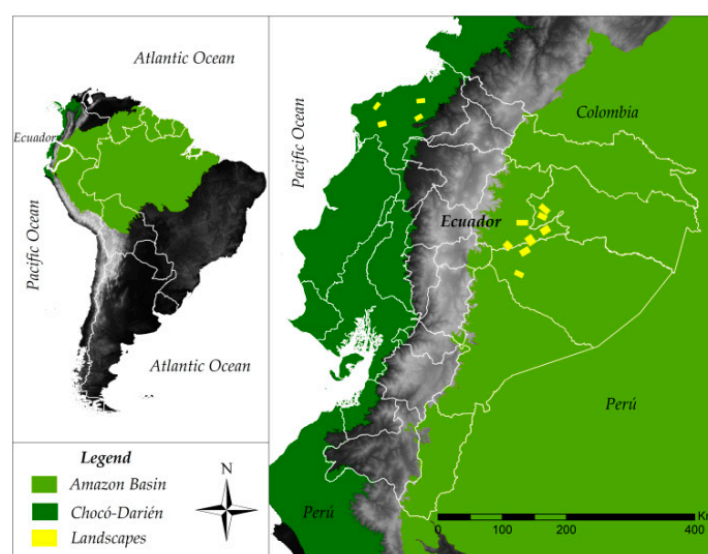 Atlantic Ocean
Ecuador
Pacific Ocean
Atlantic Ocean
Legend
Amazon Basin
Chocó-Darién
Landscapes
N
Pacific Ocean
Colombia
Ecuador
Perú
Perú
0 100 200 400